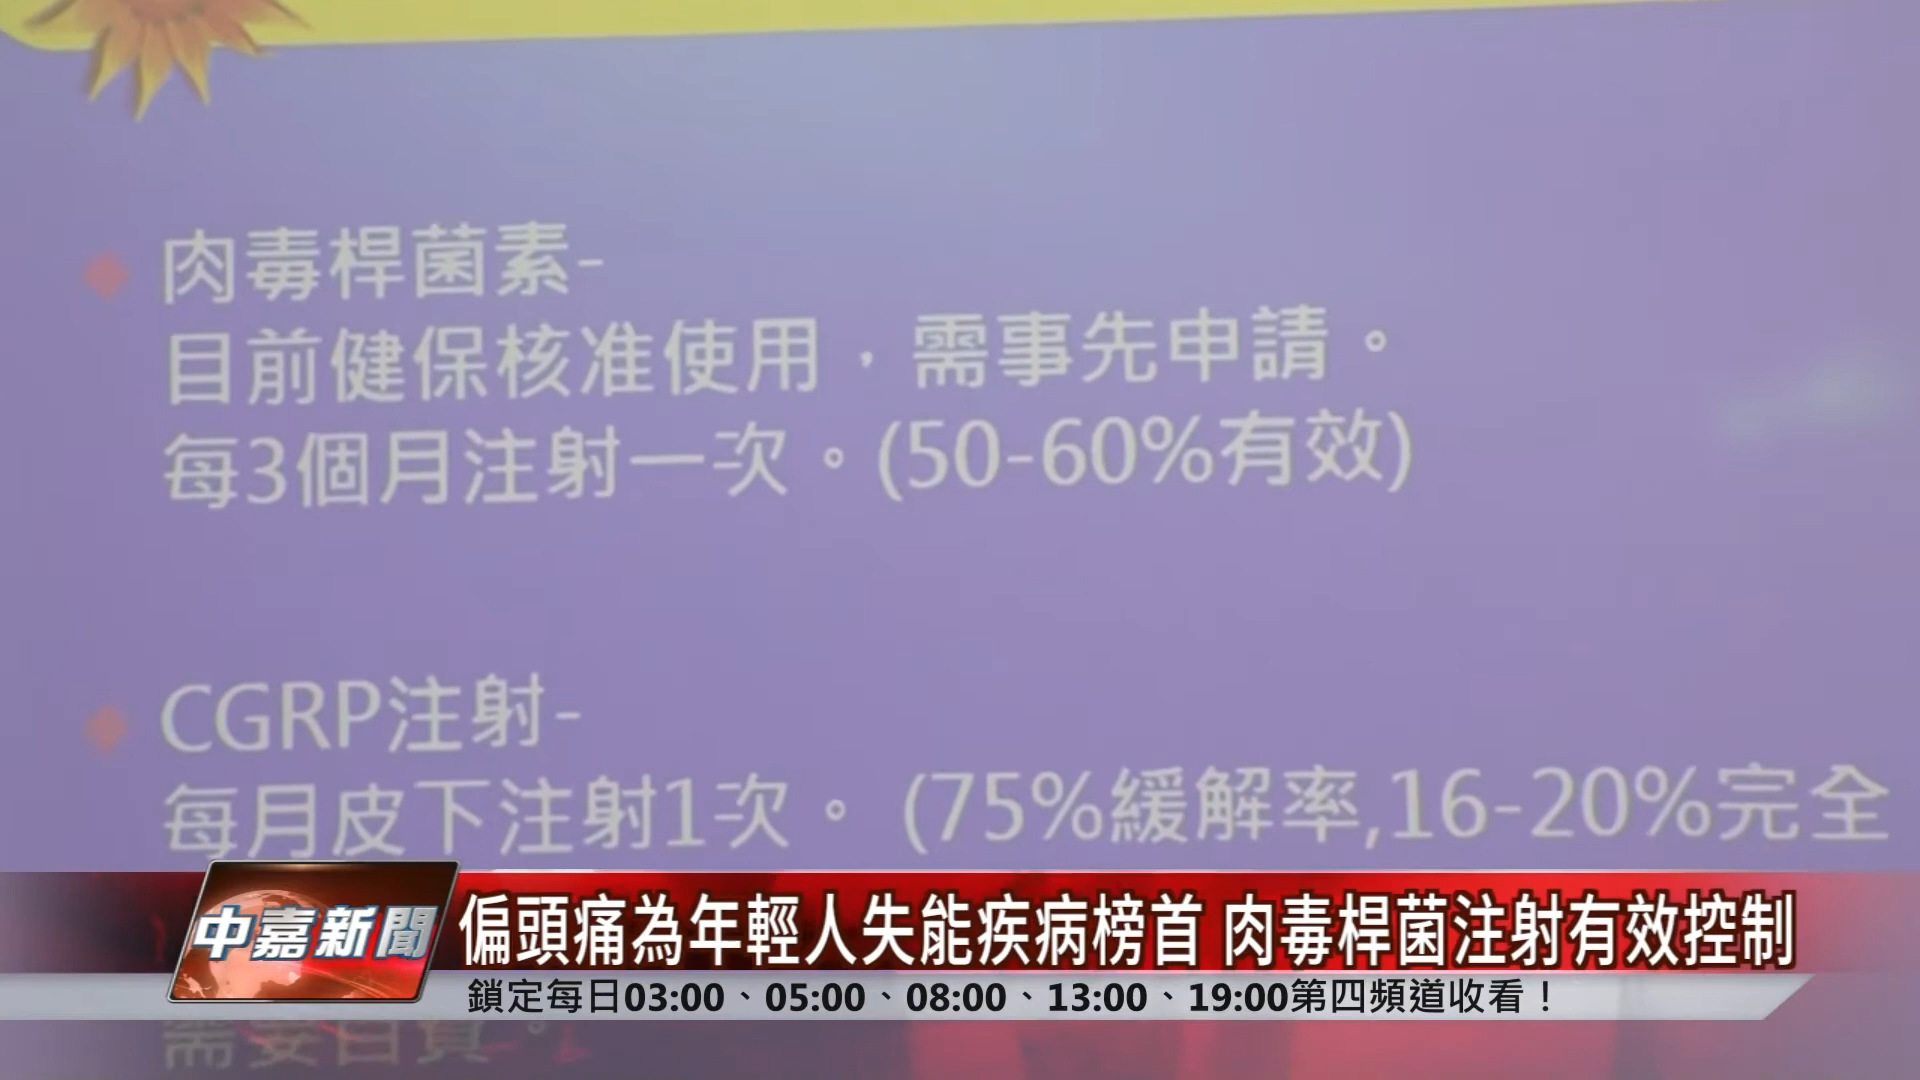 肉毒桿菌素-
目前健保核准使用，需事先申請。
每3個月注射一次。(50-60%有效)
CGRP注射-
每月皮下注射1次。 (75%緩解率,16-20%完全
中嘉新聞
偏頭痛為年輕人失能疾病榜首 肉毒桿菌注射有效控制
鎖定每日03:00、05:00、08:00、13:00、19:00第四頻道收看！
需要自費。